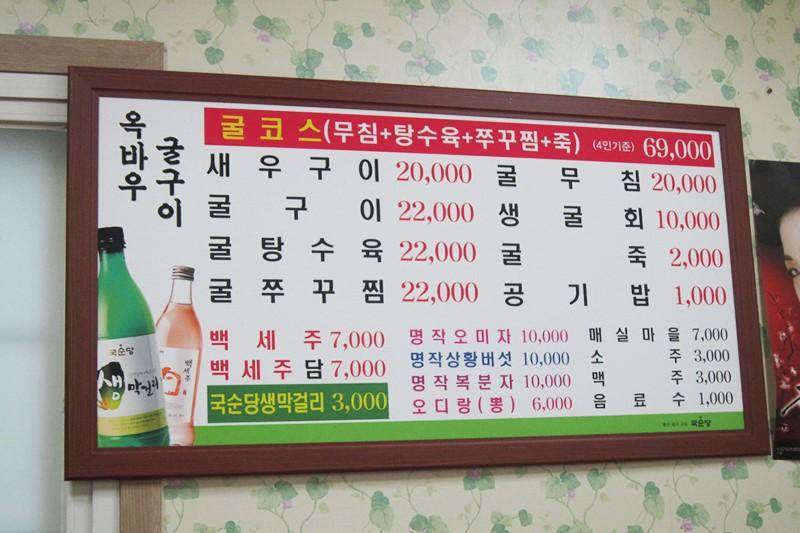 옥바우
굴구이
굴코스(무침+탕수육+쭈꾸찜+죽) (4인기준) 69,000
새우구이 20,000
굴구이 22,000
굴탕수육 22,000
굴쭈꾸찜 22,000
굴무침 20,000
생굴회 10,000
굴죽 2,000
공기밥 1,000
백세주 7,000
백세주담 7,000
국순당생막걸리 3,000
명작오미자 10,000
명작상황버섯 10,000
명작복분자 10,000
오디랑(뽕) 6,000
매실마을 7,000
소주 3,000
맥주 3,000
음료수 1,000
국순당
국순당
생막걸리
백세주